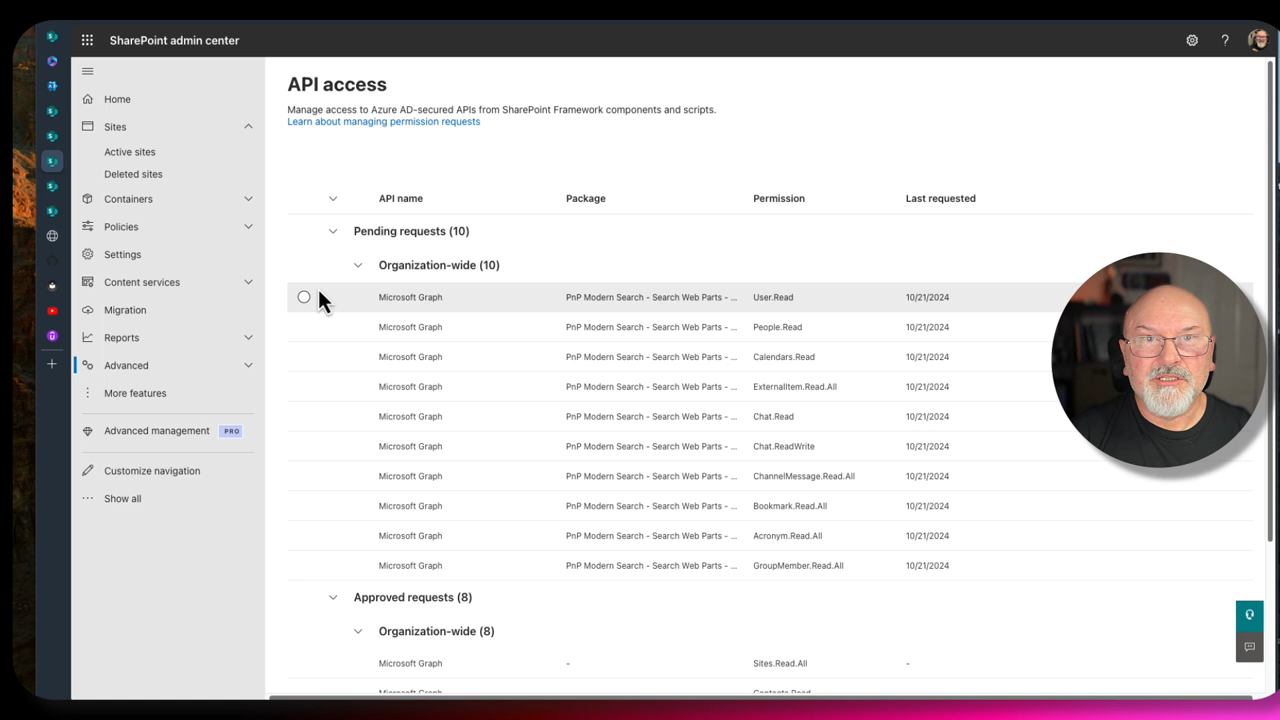 SharePoint admin center
?
Home
Sites
Active sites
Deleted sites
Containers
Policies
Settings
Content services
Migration
Reports
Advanced
More features
Advanced management PRO
Customize navigation
Show all
API access
Manage access to Azure AD-secured APIs from SharePoint Framework components and scripts.
Learn about managing permission requests
API name Package Permission Last requested
Pending requests (10)
Organization-wide (10)
Microsoft Graph PnP Modern Search - Search Web Parts - ... User.Read 10/21/2024
Microsoft Graph PnP Modern Search - Search Web Parts - ... People.Read 10/21/2024
Microsoft Graph PnP Modern Search - Search Web Parts - ... Calendars.Read 10/21/2024
Microsoft Graph PnP Modern Search - Search Web Parts - ... ExternalItem.Read.All 10/21/2024
Microsoft Graph PnP Modern Search - Search Web Parts - ... Chat.Read 10/21/2024
Microsoft Graph PnP Modern Search - Search Web Parts - ... Chat.ReadWrite 10/21/2024
Microsoft Graph PnP Modern Search - Search Web Parts - ... ChannelMessage.Read.All 10/21/2024
Microsoft Graph PnP Modern Search - Search Web Parts - ... Bookmark.Read.All 10/21/2024
Microsoft Graph PnP Modern Search - Search Web Parts - ... Acronym.Read.All 10/21/2024
Microsoft Graph PnP Modern Search - Search Web Parts - ... GroupMember.Read.All 10/21/2024
Approved requests (8)
Organization-wide (8)
Microsoft Graph - Sites.Read.All -
Microsoft Graph Contacts.Read